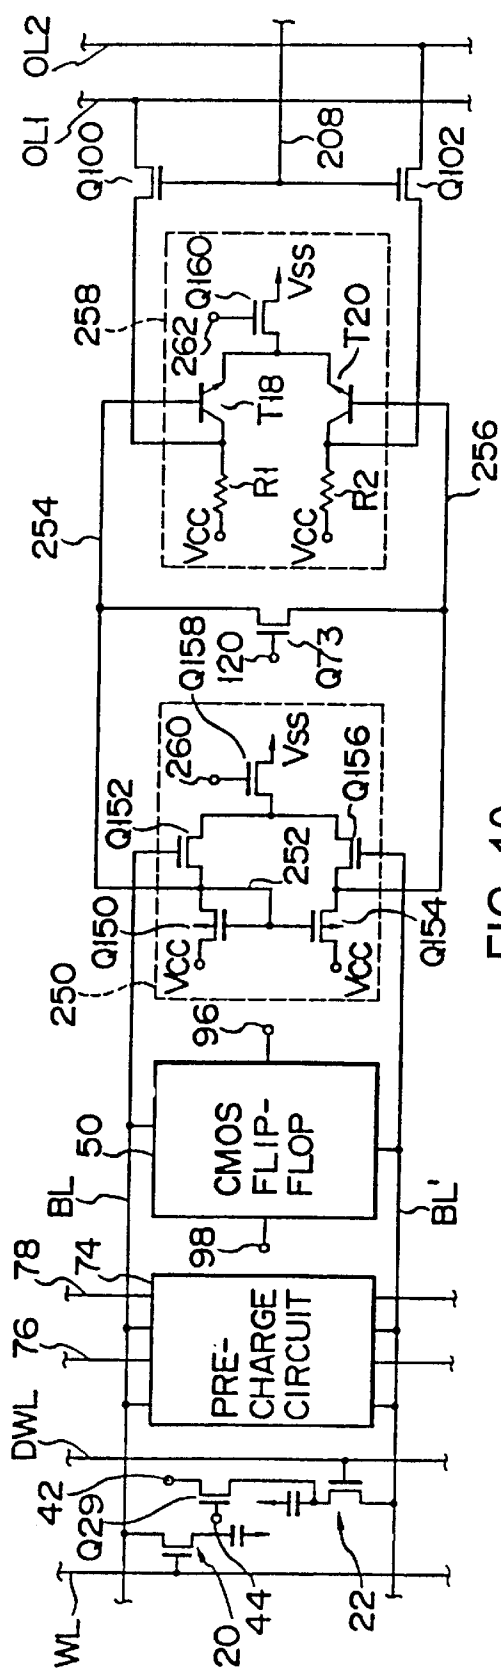 WL
20
44
Q29
42
DWL
76
78
74
BL
50
98
96
250
Q150
Q152
260
Q158
254
120
258
262
Q160
Q100
OL1
OL2
PRE-
CHARGE
CIRCUIT
CMOS
FLIP-
FLOP
VCC
252
VSS
VCC
Q73
VCC
R1
T18
VSS
VCC
R2
T20
208
22
BL'
Q154
Q156
256
Q102
FIG.